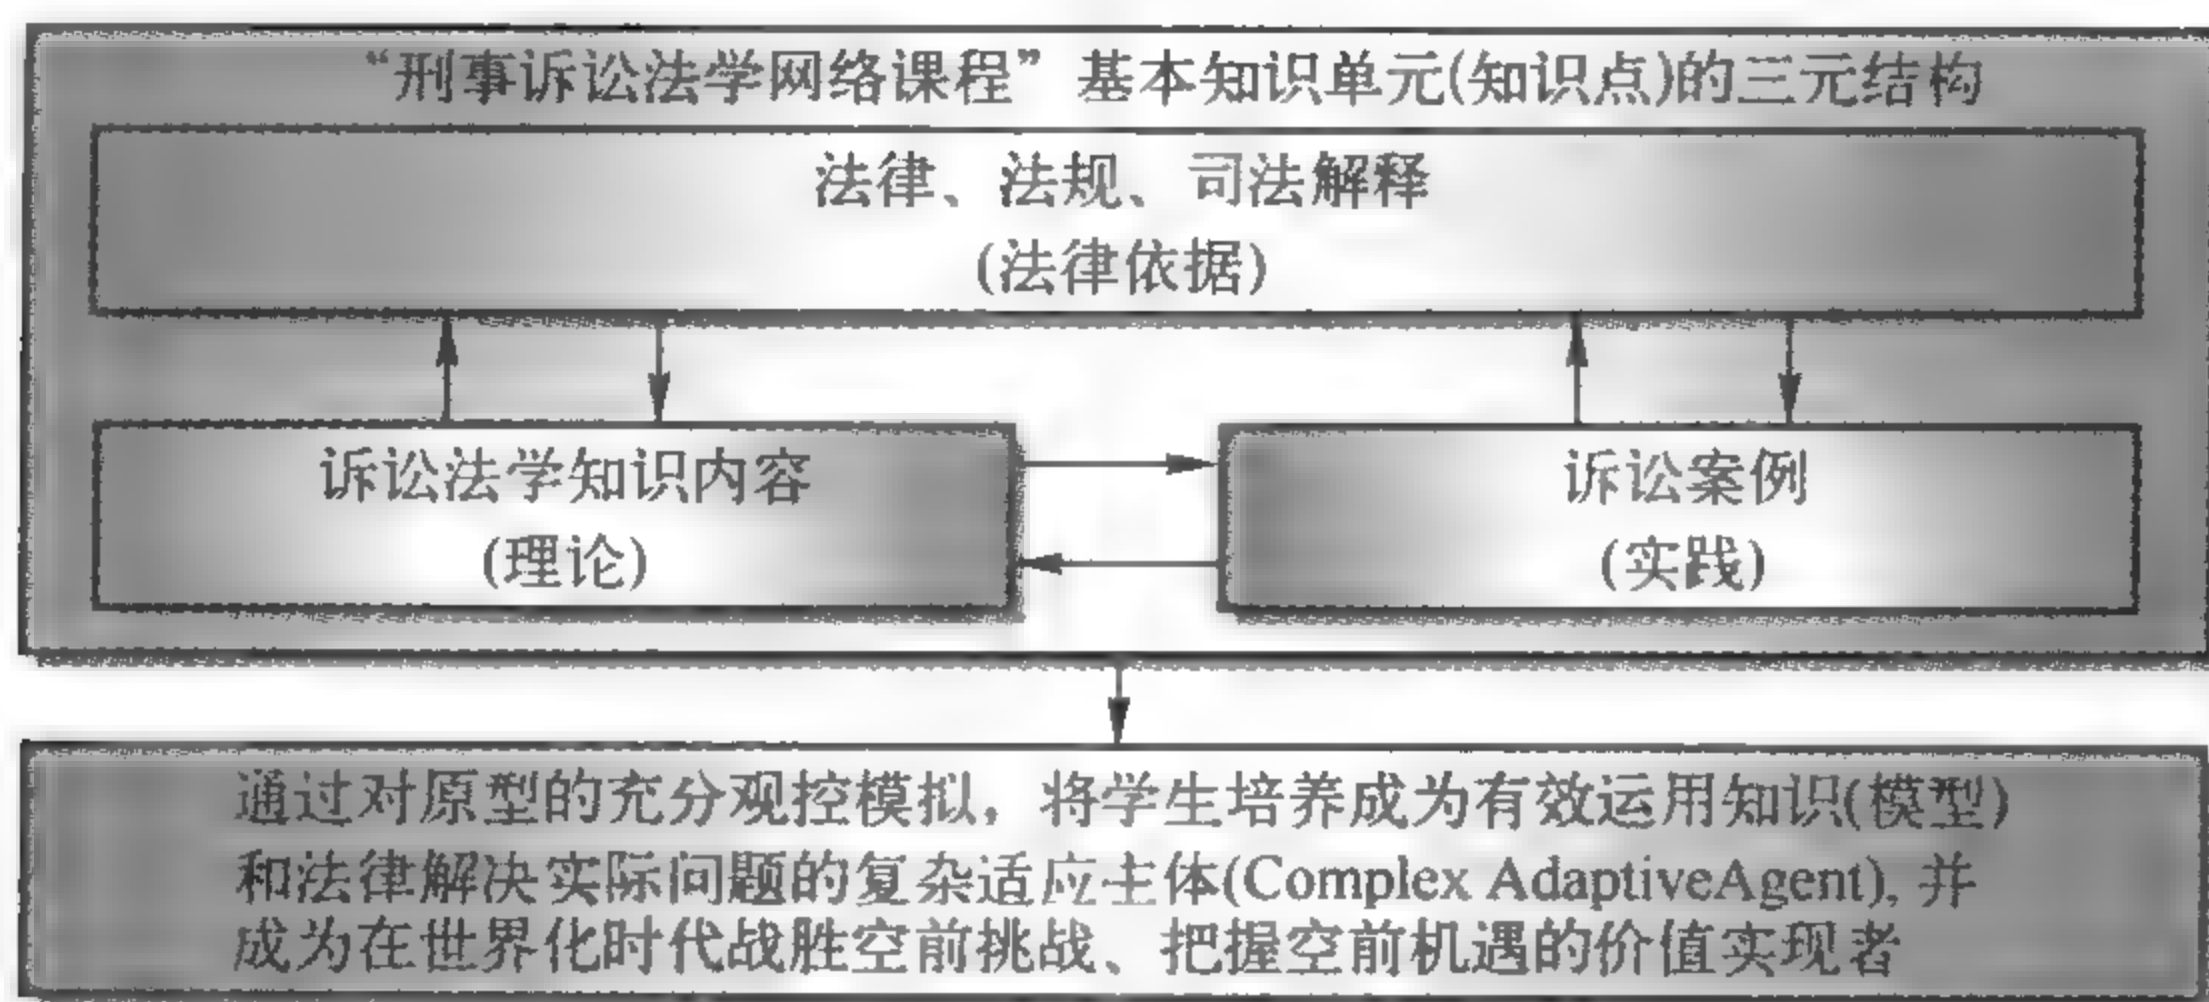 “刑事诉讼法学网络课程”基本知识单元(知识点)的三元结构
法律、法规、司法解释
(法律依据)
诉讼法学知识内容
(理论)
诉讼案例
(实践)
通过对原型的充分观控模拟，将学生培养成为有效运用知识(模型)
和法律解决实际问题的复杂适应主体(Complex AdaptiveAgent), 并
成为在世界化时代战胜空前挑战、把握空前机遇的价值实现者